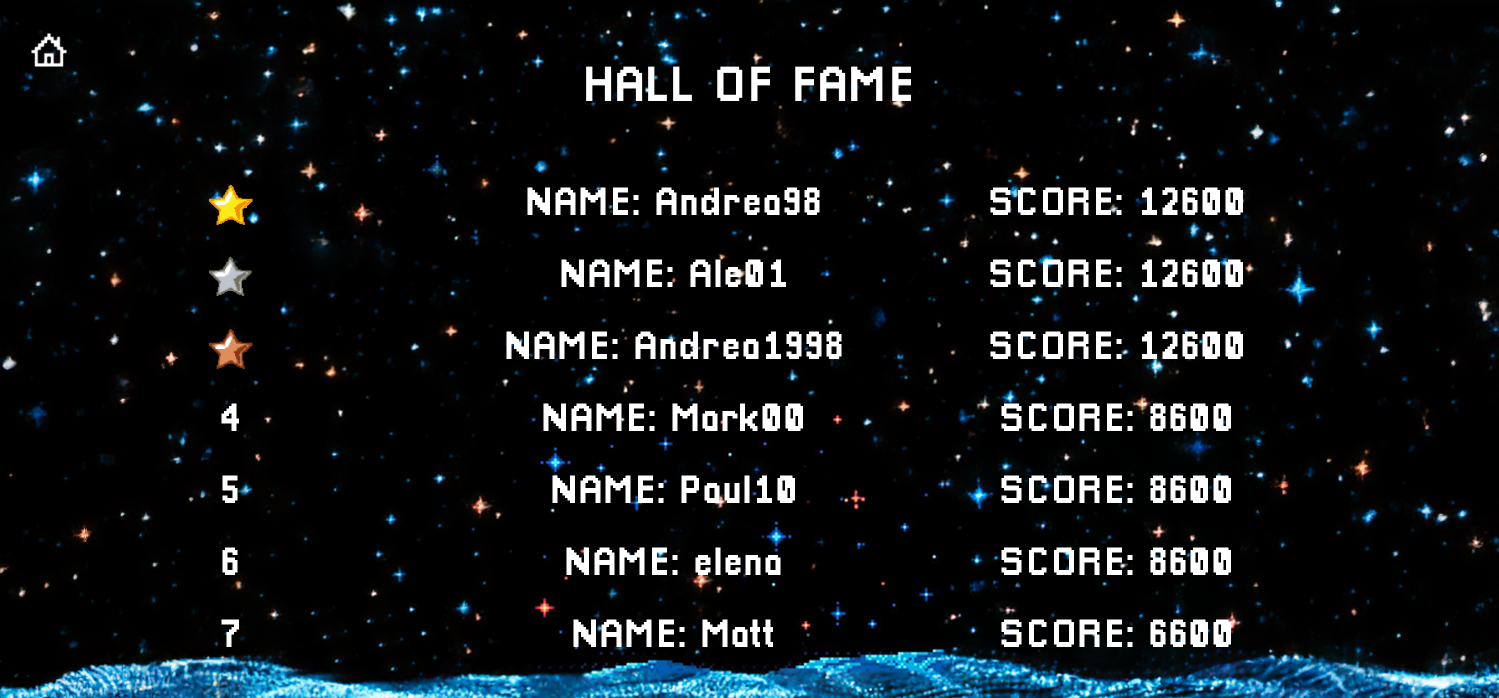 HALL OF FAME
NAME: Andrea98 SCORE: 12600
NAME: Ale01 SCORE: 12600
NAME: Andrea1998 SCORE: 12600
4 NAME: Mark00 SCORE: 8600
5 NAME: Paul10 SCORE: 8600
6 NAME: elena SCORE: 8600
7 NAME: Matt SCORE: 6600